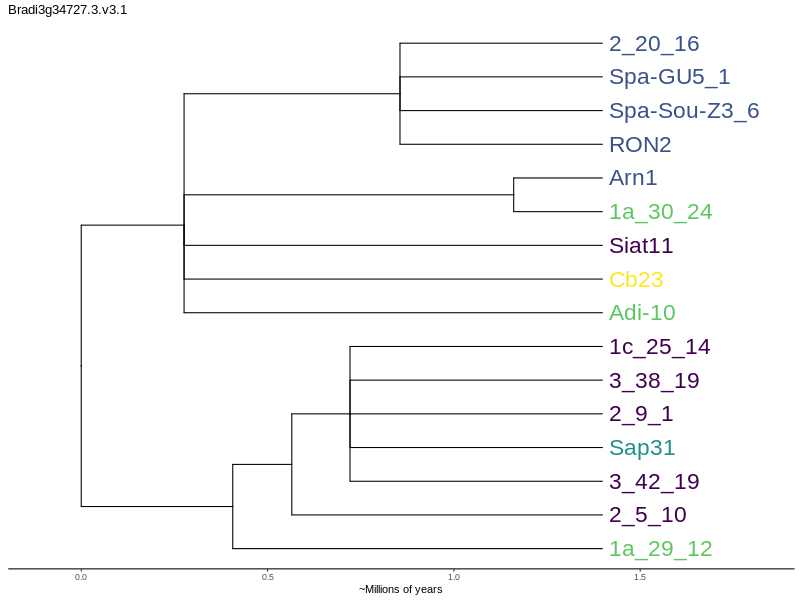 Bradi3g34727.3.v3.1
2_20_16
Spa-GU5_1
Spa-Sou-Z3_6
RON2
Arn1
1a_30_24
Siat11
Cb23
Adi-10
1c_25_14
3_38_19
2_9_1
Sap31
3_42_19
2_5_10
1a_29_12
0.0 0.5 1.0 1.5
~Millions of years